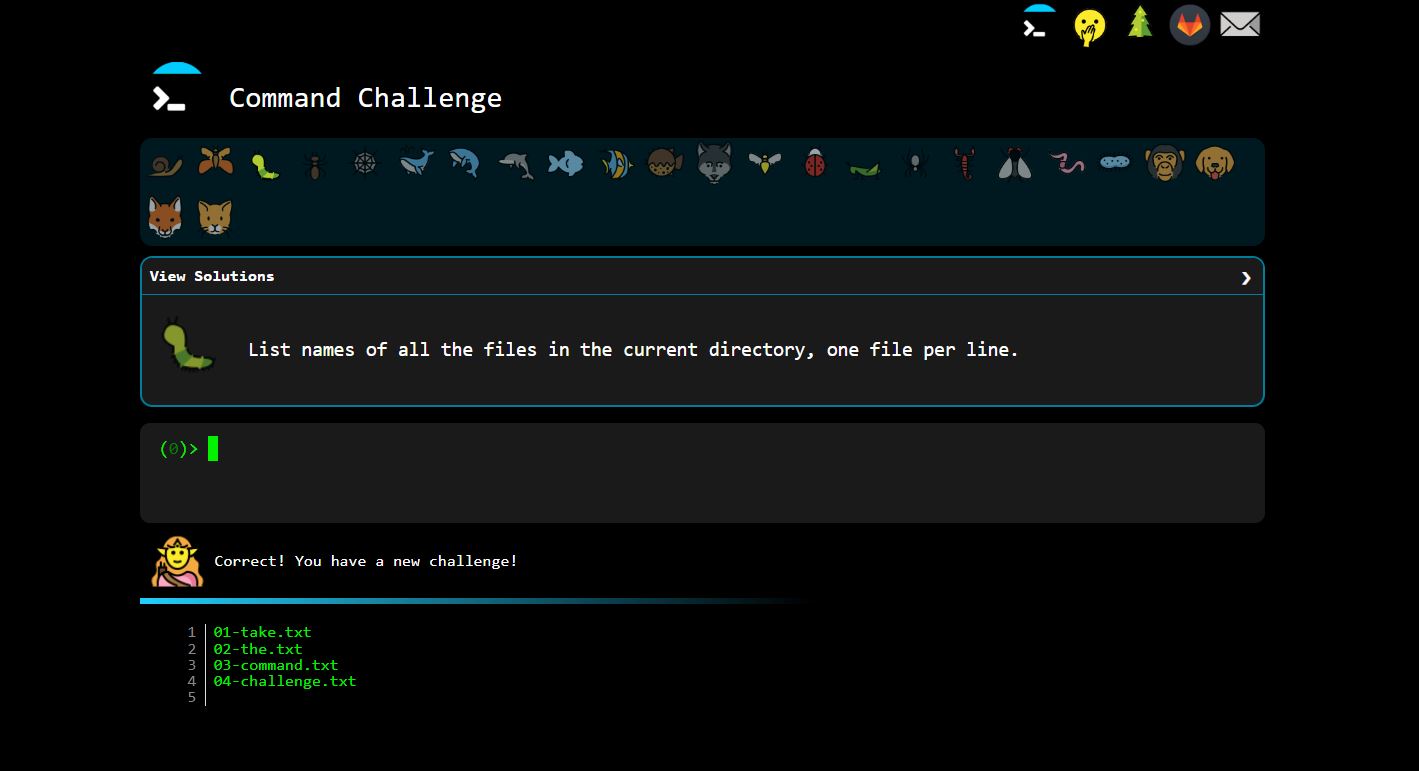 Command Challenge
View Solutions
List names of all the files in the current directory, one file per line.
(0)>
Correct! You have a new challenge!
1 01-take.txt
2 02-the.txt
3 03-command.txt
4 04-challenge.txt
5